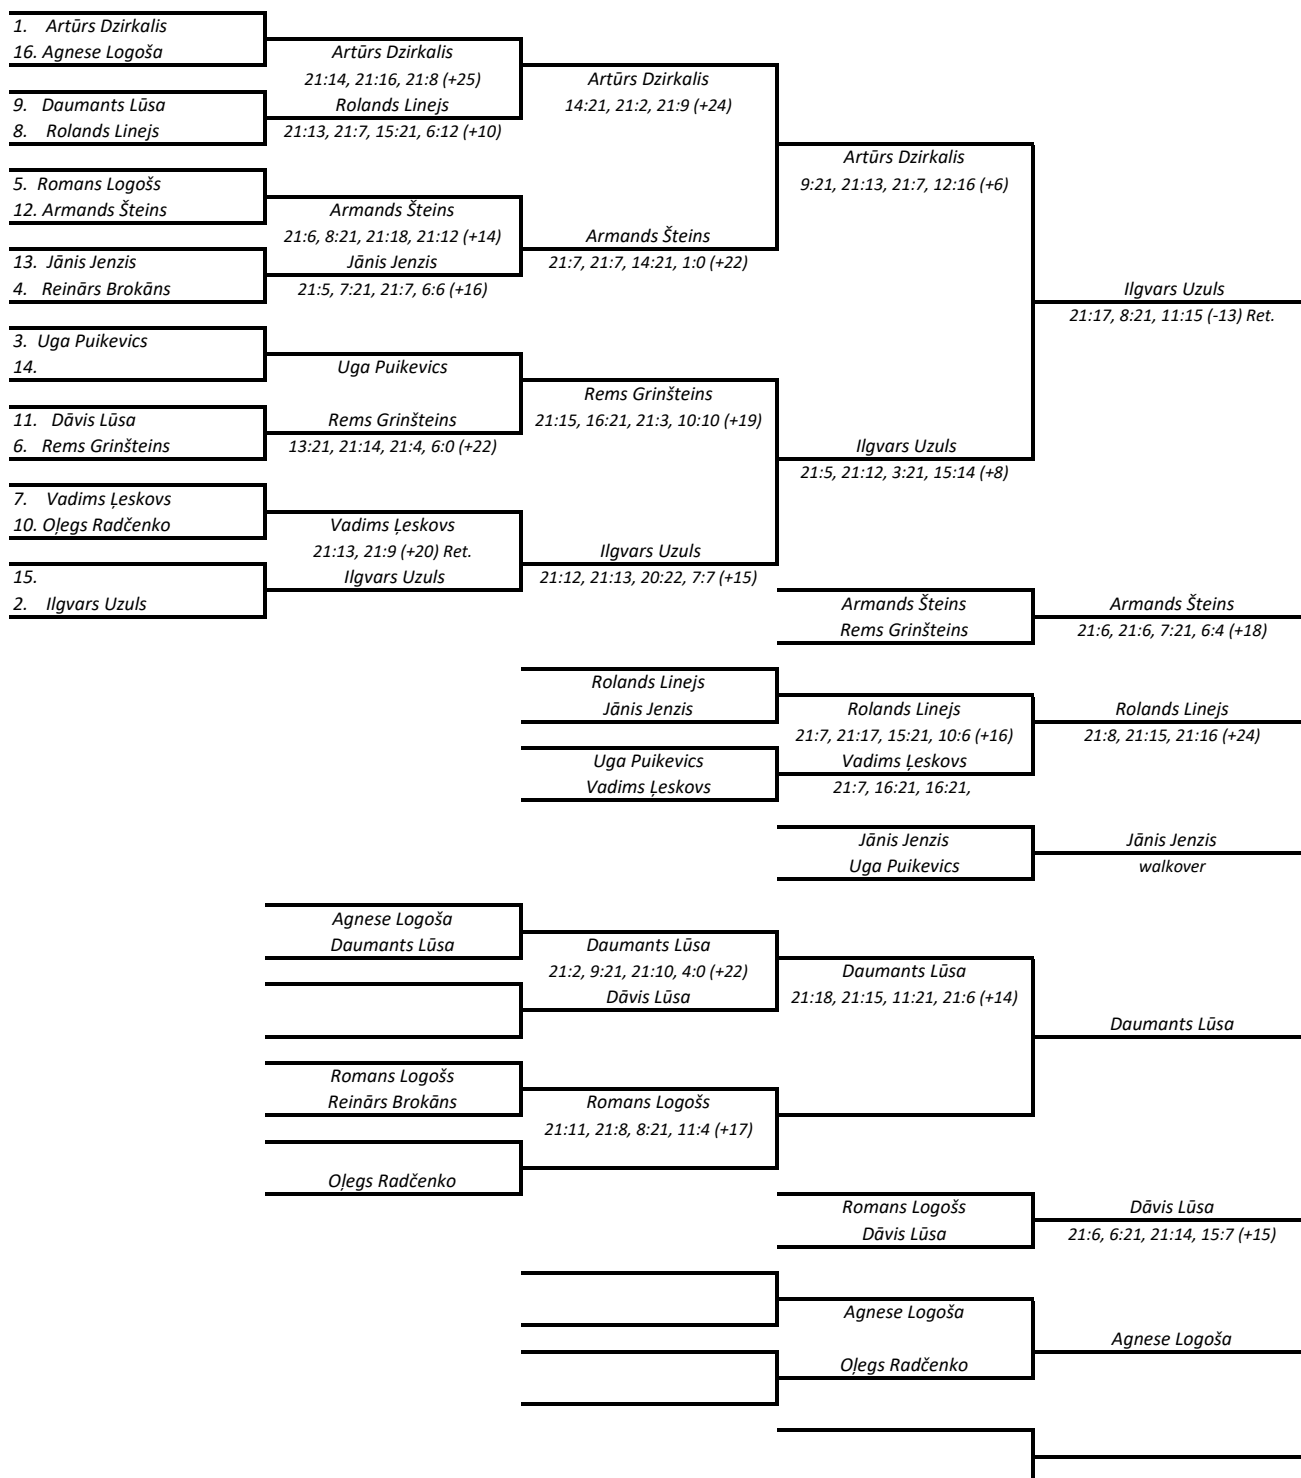 1. Artūrs Dzirkalis
16. Agnese Logoša
Artūrs Dzirkalis
21:14, 21:16, 21:8 (+25)
Artūrs Dzirkalis
14:21, 21:2, 21:9 (+24)
9. Daumants Lūsa
8. Rolands Linejs
Rolands Linejs
21:13, 21:7, 15:21, 6:12 (+10)
Artūrs Dzirkalis
9:21, 21:13, 21:7, 12:16 (+6)
5. Romans Logošs
12. Armands Šteins
Armands Šteins
21:6, 8:21, 21:18, 21:12 (+14)
Armands Šteins
21:7, 21:7, 14:21, 1:0 (+22)
13. Jānis Jenzis
4. Reinārs Brokāns
Jānis Jenzis
21:5, 7:21, 21:7, 6:6 (+16)
Ilgvars Uzuls
21:17, 8:21, 11:15 (-13) Ret.
3. Uga Puikevics
14.
Uga Puikevics
Rems Grinšteins
21:15, 16:21, 21:3, 10:10 (+19)
11. Dāvis Lūsa
6. Rems Grinšteins
Rems Grinšteins
13:21, 21:14, 21:4, 6:0 (+22)
Ilgvars Uzuls
21:5, 21:12, 3:21, 15:14 (+8)
7. Vadims Ļeskovs
10. Oļegs Radčenko
Vadims Ļeskovs
21:13, 21:9 (+20) Ret.
Ilgvars Uzuls
21:12, 21:13, 20:22, 7:7 (+15)
15.
2. Ilgvars Uzuls
Ilgvars Uzuls
Armands Šteins
Rems Grinšteins
Armands Šteins
21:6, 21:6, 7:21, 6:4 (+18)
Rolands Linejs
Jānis Jenzis
Rolands Linejs
21:7, 21:17, 15:21, 10:6 (+16)
Rolands Linejs
21:8, 21:15, 21:16 (+24)
Uga Puikevics
Vadims Ļeskovs
Vadims Ļeskovs
21:7, 16:21, 16:21,
Jānis Jenzis
Uga Puikevics
Jānis Jenzis
walkover
Agnese Logoša
Daumants Lūsa
Daumants Lūsa
21:2, 9:21, 21:10, 4:0 (+22)
Dāvis Lūsa
Daumants Lūsa
21:18, 21:15, 11:21, 21:6 (+14)
Daumants Lūsa
Romans Logošs
Reinārs Brokāns
Romans Logošs
21:11, 21:8, 8:21, 11:4 (+17)
Oļegs Radčenko
Romans Logošs
Dāvis Lūsa
Dāvis Lūsa
21:6, 6:21, 21:14, 15:7 (+15)
Agnese Logoša
Oļegs Radčenko
Agnese Logoša